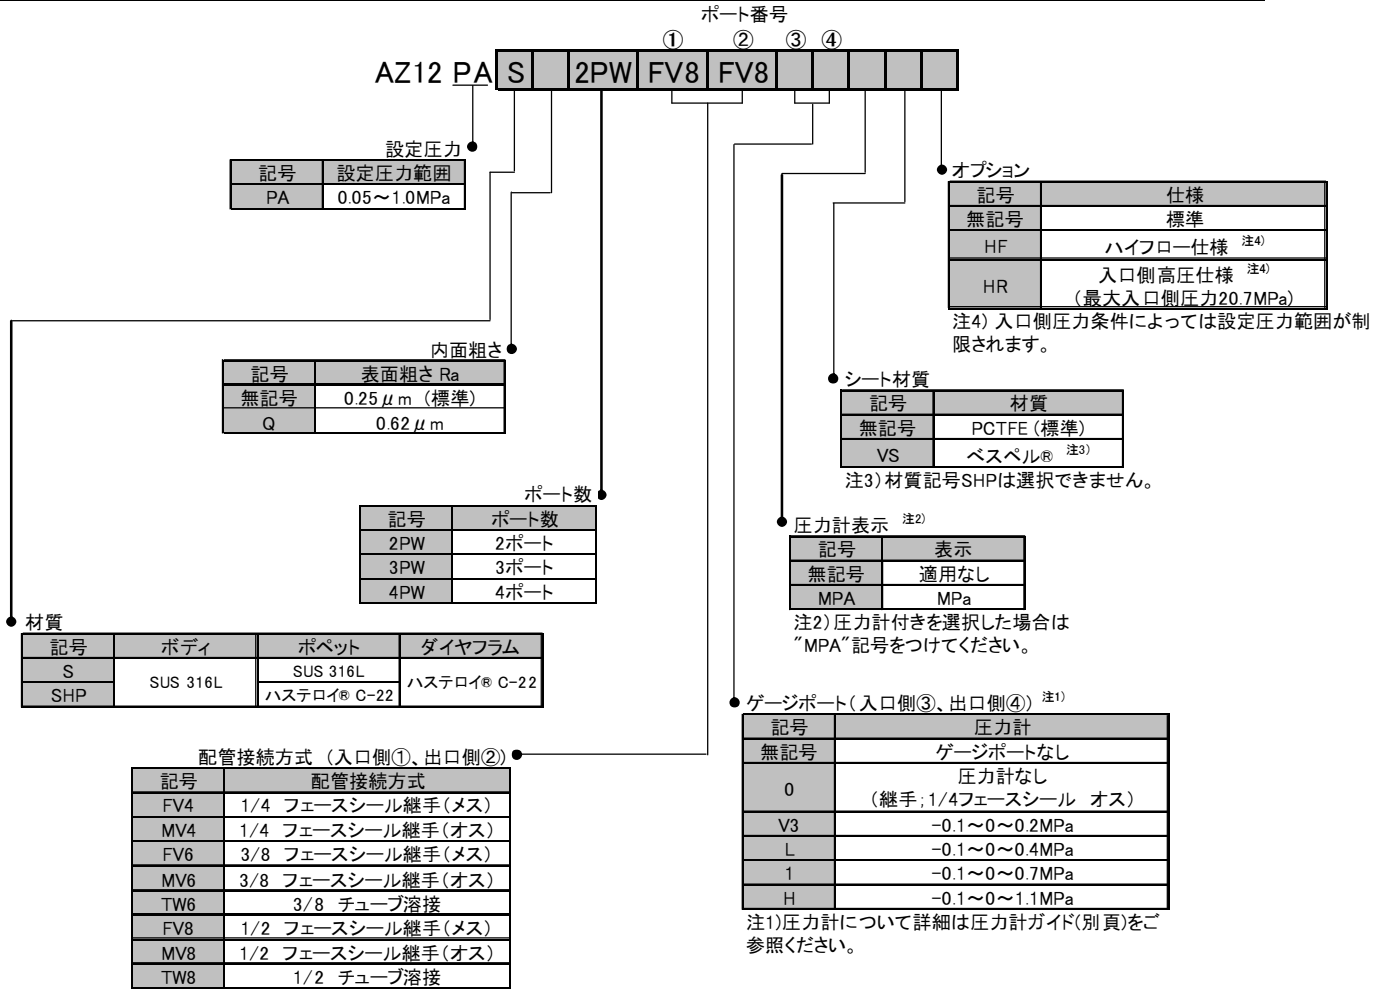 ポート番号
① ② ③ ④
AZ12 PA S 2PW FV8 FV8
設定圧力
記号 設定圧力範囲
PA 0.05～1.0MPa
オプション
記号 仕様
無記号 標準
HF ハイフロー仕様 注4)
HR 入口側高圧仕様 注4)
(最大入口側圧力20.7MPa)
注4) 入口側圧力条件によっては設定圧力範囲が制
限されます。
内面粗さ
記号 表面粗さ Ra
無記号 0.25μm (標準)
Q 0.62μm
シート材質
記号 材質
無記号 PCTFE (標準)
VS ベスペル® 注3)
注3)材質記号SHPは選択できません。
ポート数
記号 ポート数
2PW 2ポート
3PW 3ポート
4PW 4ポート
圧力計表示 注2)
記号 表示
無記号 適用なし
MPA MPa
注2)圧力計付きを選択した場合は
"MPA"記号をつけてください。
材質
記号 ボディ ポペット ダイヤフラム
S SUS 316L SUS 316L ハステロイ® C-22
SHP ハステロイ® C-22
ゲージポート(入口側③、出口側④) 注1)
記号 圧力計
無記号 ゲージポートなし
0 圧力計なし
(継手;1/4フェースシール オス)
V3 -0.1～0～0.2MPa
L -0.1～0～0.4MPa
1 -0.1～0～0.7MPa
H -0.1～0～1.1MPa
注1)圧力計について詳細は圧力計ガイド(別頁)をご
参照ください。
配管接続方式 (入口側①、出口側②)
記号 配管接続方式
FV4 1/4 フェースシール継手(メス)
MV4 1/4 フェースシール継手(オス)
FV6 3/8 フェースシール継手(メス)
MV6 3/8 フェースシール継手(オス)
TW6 3/8 チューブ溶接
FV8 1/2 フェースシール継手(メス)
MV8 1/2 フェースシール継手(オス)
TW8 1/2 チューブ溶接